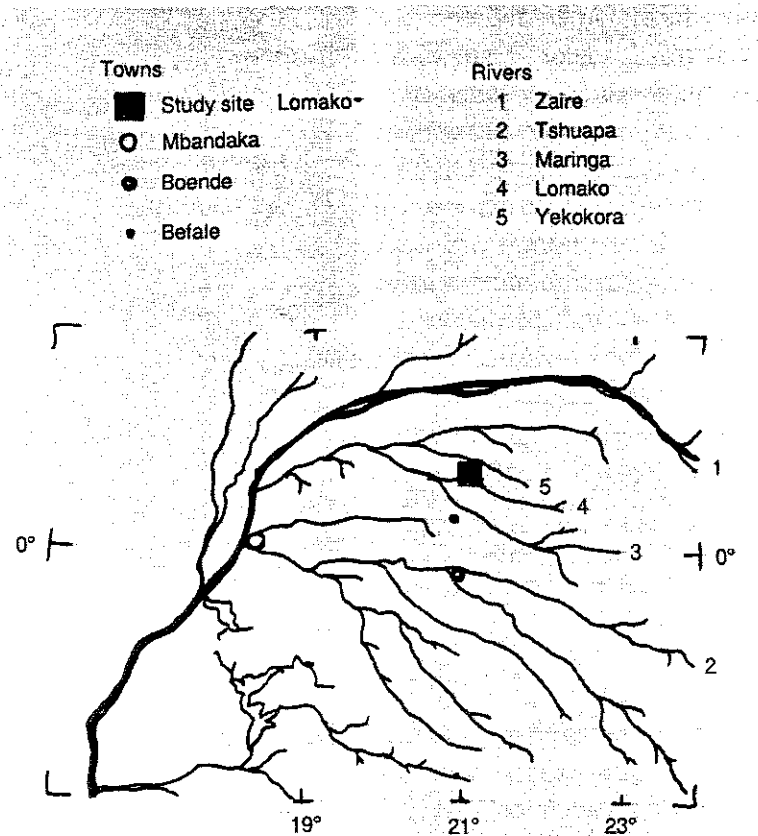 Towns
Study site Lomako-
Mbandaka
Boende
Befale
Rivers
1 Zaire
2 Tshuapa
3 Maringa
4 Lomako
5 Yekokora
1
5
4
0°
3
0°
2
19°
21°
23°